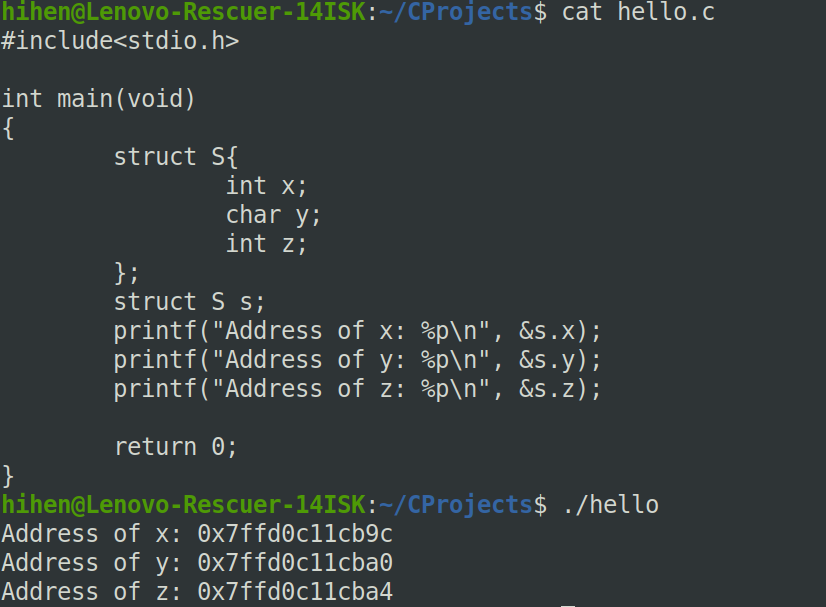 hihen@Lenovo-Rescuer-14ISK:~/CProjects$ cat hello.c
#include<stdio.h>

int main(void)
{
        struct S{
                int x;
                char y;
                int z;
        };
        struct S s;
        printf("Address of x: %p\n", &s.x);
        printf("Address of y: %p\n", &s.y);
        printf("Address of z: %p\n", &s.z);

        return 0;
}
hihen@Lenovo-Rescuer-14ISK:~/CProjects$ ./hello
Address of x: 0x7ffd0c11cb9c
Address of y: 0x7ffd0c11cba0
Address of z: 0x7ffd0c11cba4